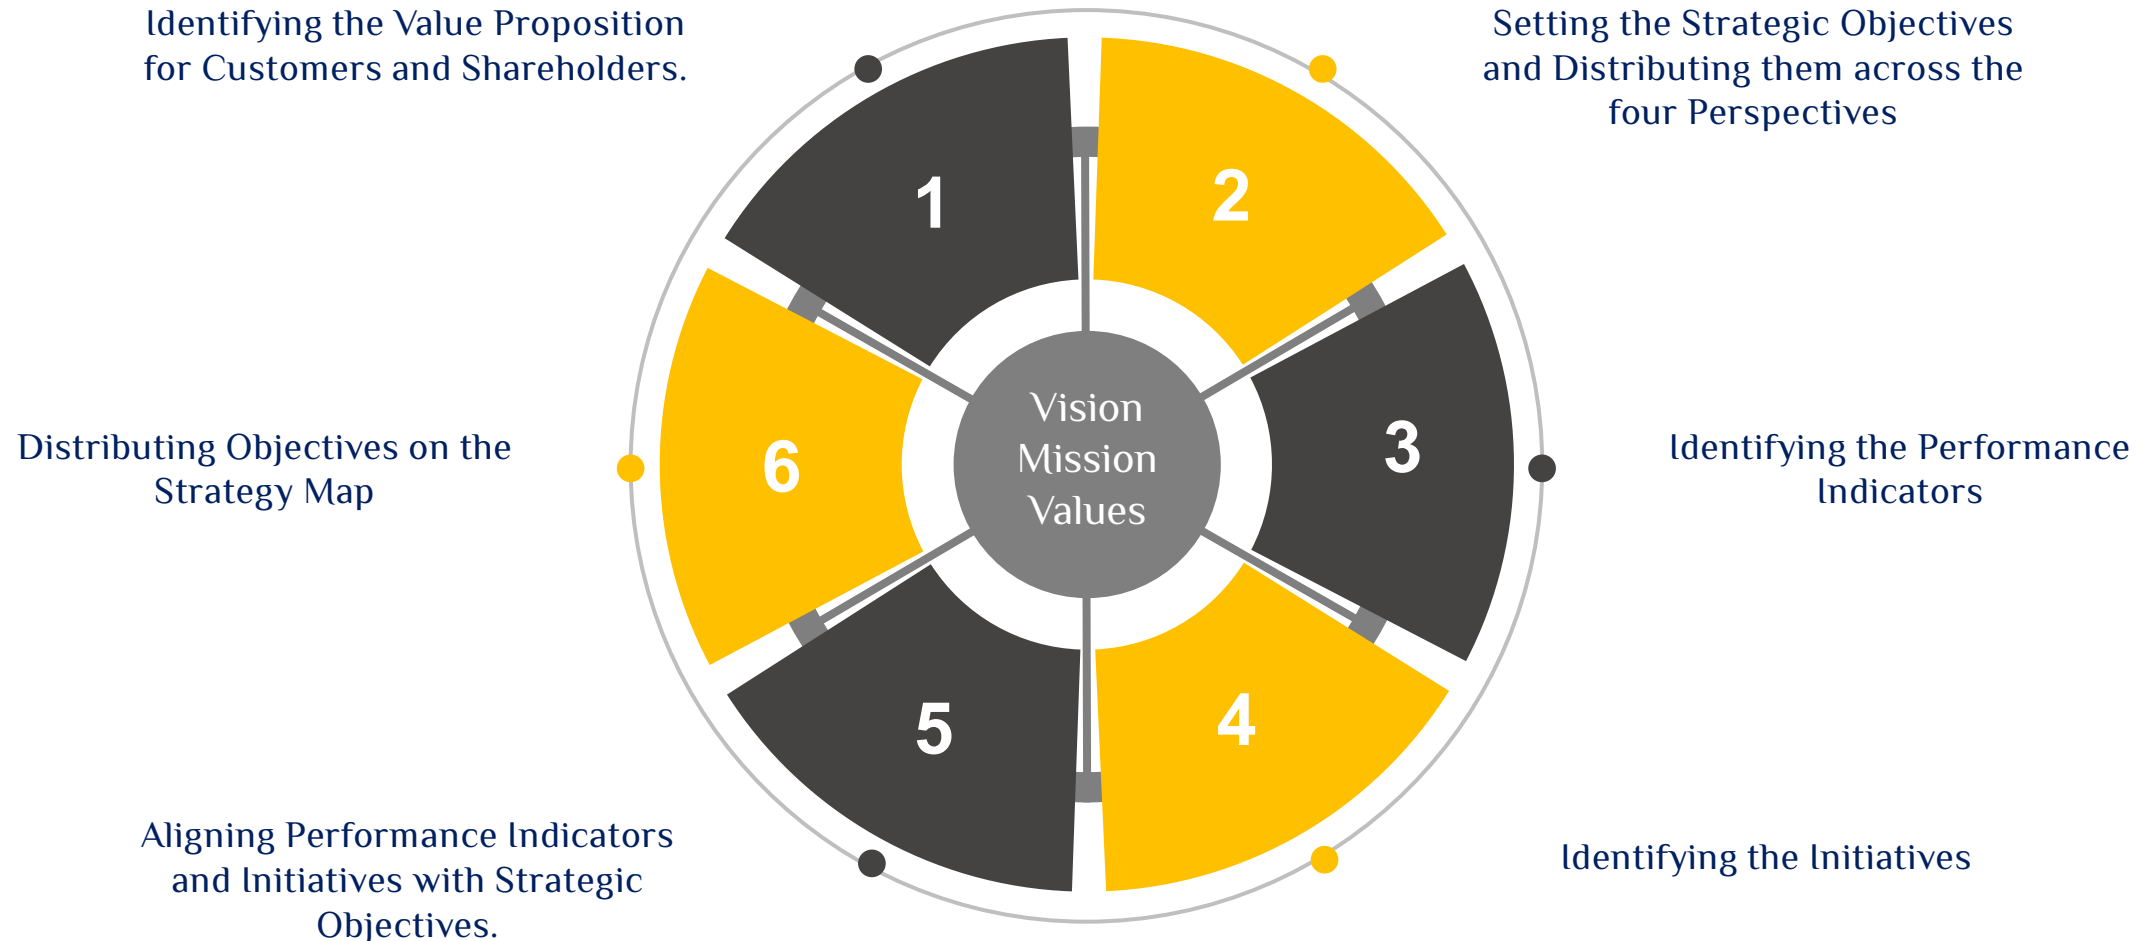 Identifying the Value Proposition
for Customers and Shareholders.
Setting the Strategic Objectives
and Distributing them across the
four Perspectives
1
2
3
4
5
6
Vision
Mission
Values
Identifying the Performance
Indicators
Identifying the Initiatives
Aligning Performance Indicators
and Initiatives with Strategic
Objectives.
Distributing Objectives on the
Strategy Map